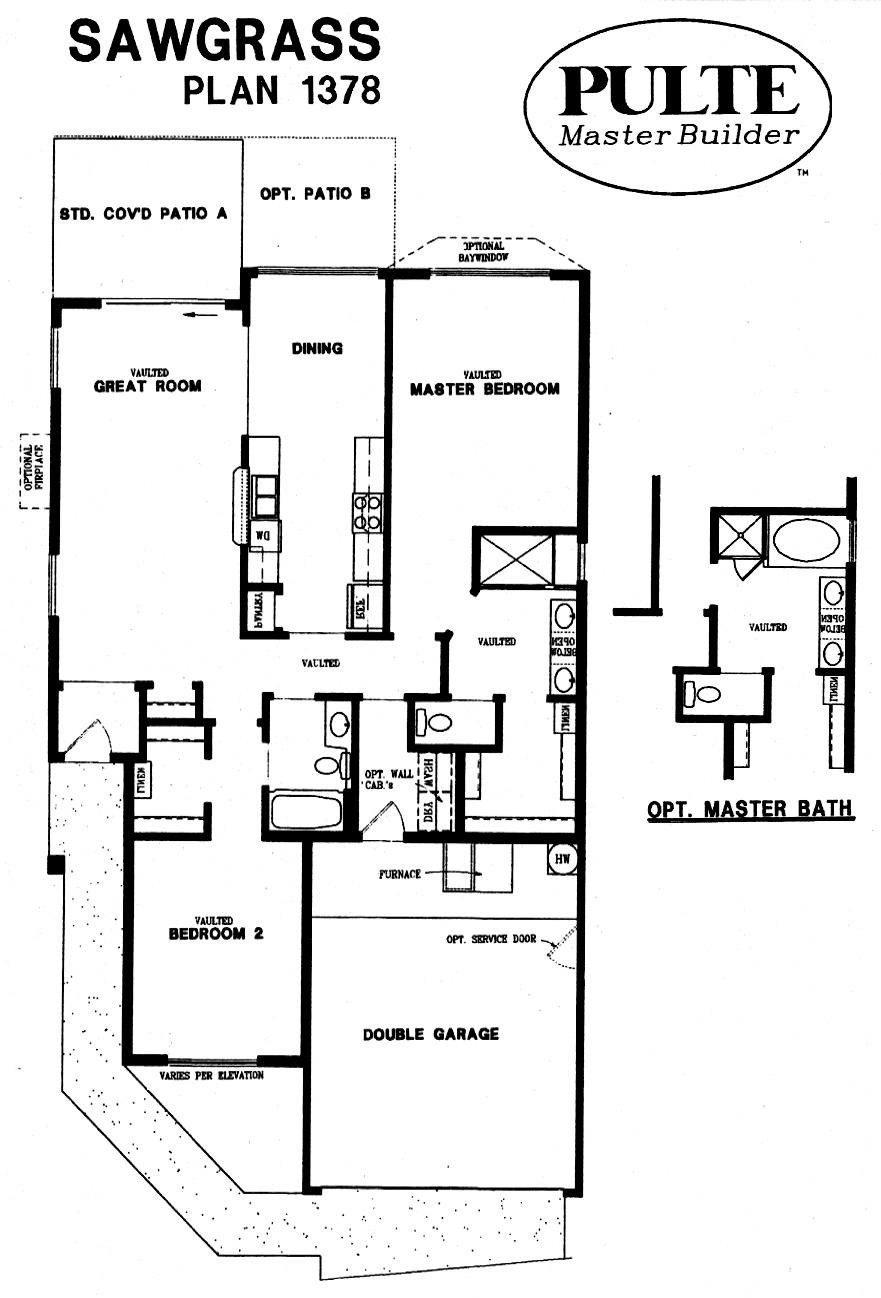 SAWGRASS
PLAN 1378
PULTE
Master Builder
TM
STD. COV'D PATIO A
OPT. PATIO B
OPTIONAL
BAYWINDOW
DINING
VAULTED
GREAT ROOM
VAULTED
MASTER BEDROOM
OPTIONAL
FIRPLACE
DW
PANTRY
REF.
VAULTED
VAULTED
OPEN
BELOW
LINEN
VAULTED
OPEN
BELOW
LINEN
OPT. MASTER BATH
LINEN
OPT. WALL
CAB.'s
WASH
DRY
FURNACE
HW
VAULTED
BEDROOM 2
OPT. SERVICE DOOR
DOUBLE GARAGE
VARIES PER ELEVATION